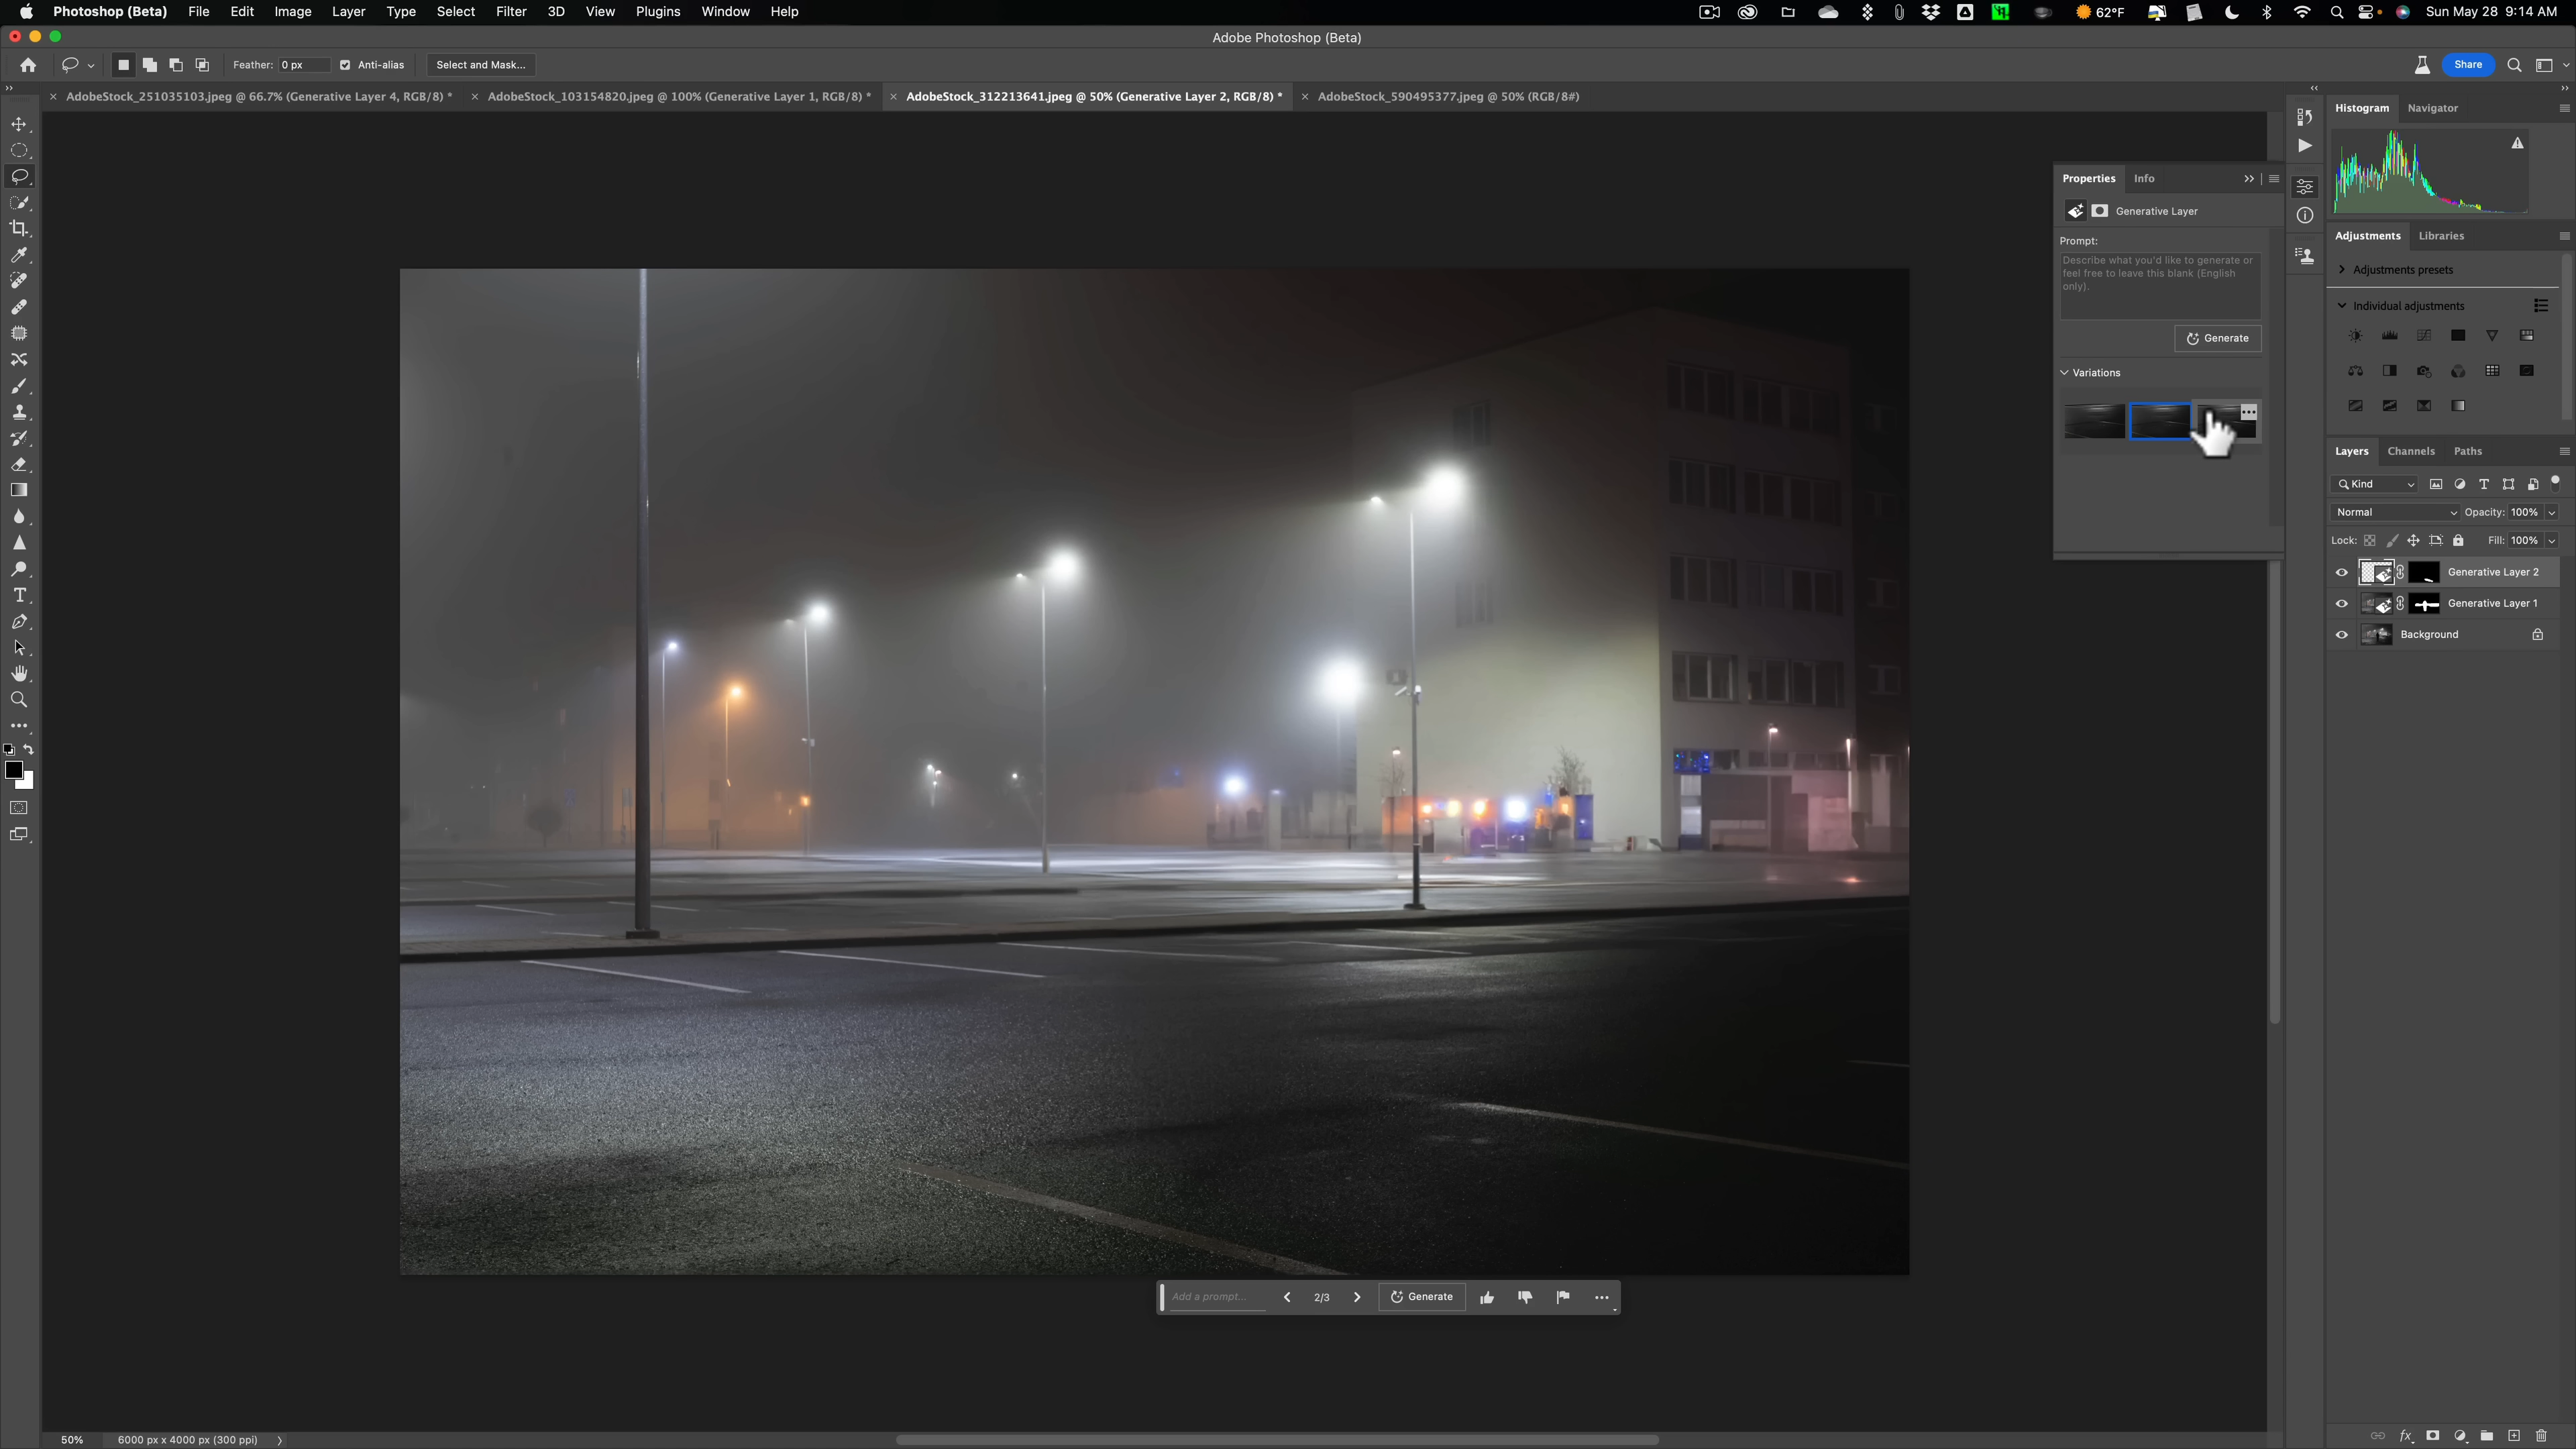 Photoshop (Beta) File Edit Image Layer Type Select Filter 3D View Plugins Window Help 62°F Sun May 28 9:14 AM
Adobe Photoshop (Beta)
Feather: 0 px Anti-alias Select and Mask... Share
AdobeStock_251035103.jpeg @ 66.7% (Generative Layer 4, RGB/8) * AdobeStock_103154820.jpeg @ 100% (Generative Layer 1, RGB/8) * AdobeStock_312213641.jpeg @ 50% (Generative Layer 2, RGB/8) * AdobeStock_590495377.jpeg @ 50% (RGB/8#)
Histogram Navigator
Properties Info
Generative Layer
Prompt:
Describe what you'd like to generate or
feel free to leave this blank (English
only).
Generate
Variations
Adjustments Libraries
Adjustments presets
Individual adjustments
Layers Channels Paths
Kind
Normal Opacity: 100%
Lock: Fill: 100%
Generative Layer 2
Generative Layer 1
Background
Add a prompt... 2/3 Generate
50% 6000 px x 4000 px (300 ppi)